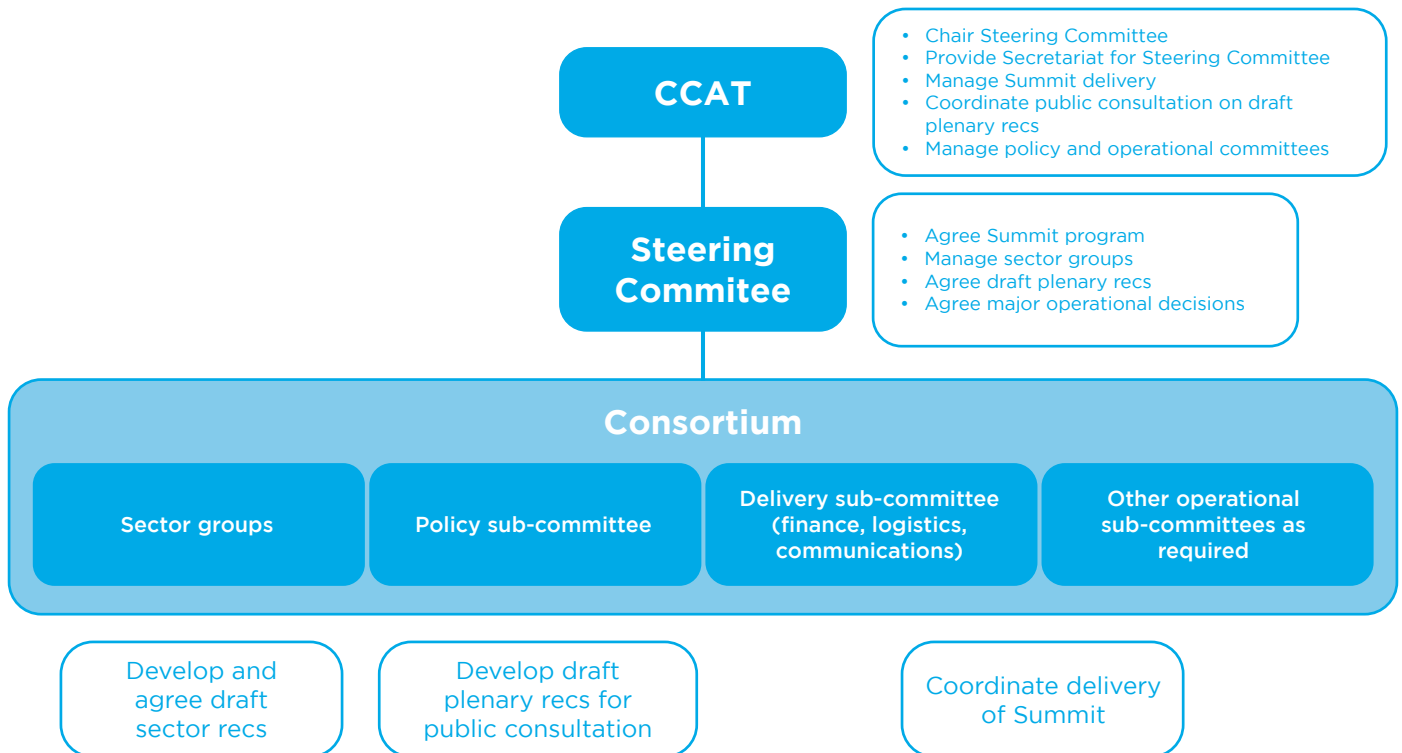 CCAT
• Chair Steering Committee
• Provide Secretariat for Steering Committee
• Manage Summit delivery
• Coordinate public consultation on draft
plenary recs
• Manage policy and operational committees
Steering
Commitee
• Agree Summit program
• Manage sector groups
• Agree draft plenary recs
• Agree major operational decisions
Consortium
Sector groups
Policy sub-committee
Delivery sub-committee
(finance, logistics,
communications)
Other operational
sub-committees as
required
Develop and
agree draft
sector recs
Develop draft
plenary recs for
public consultation
Coordinate delivery
of Summit